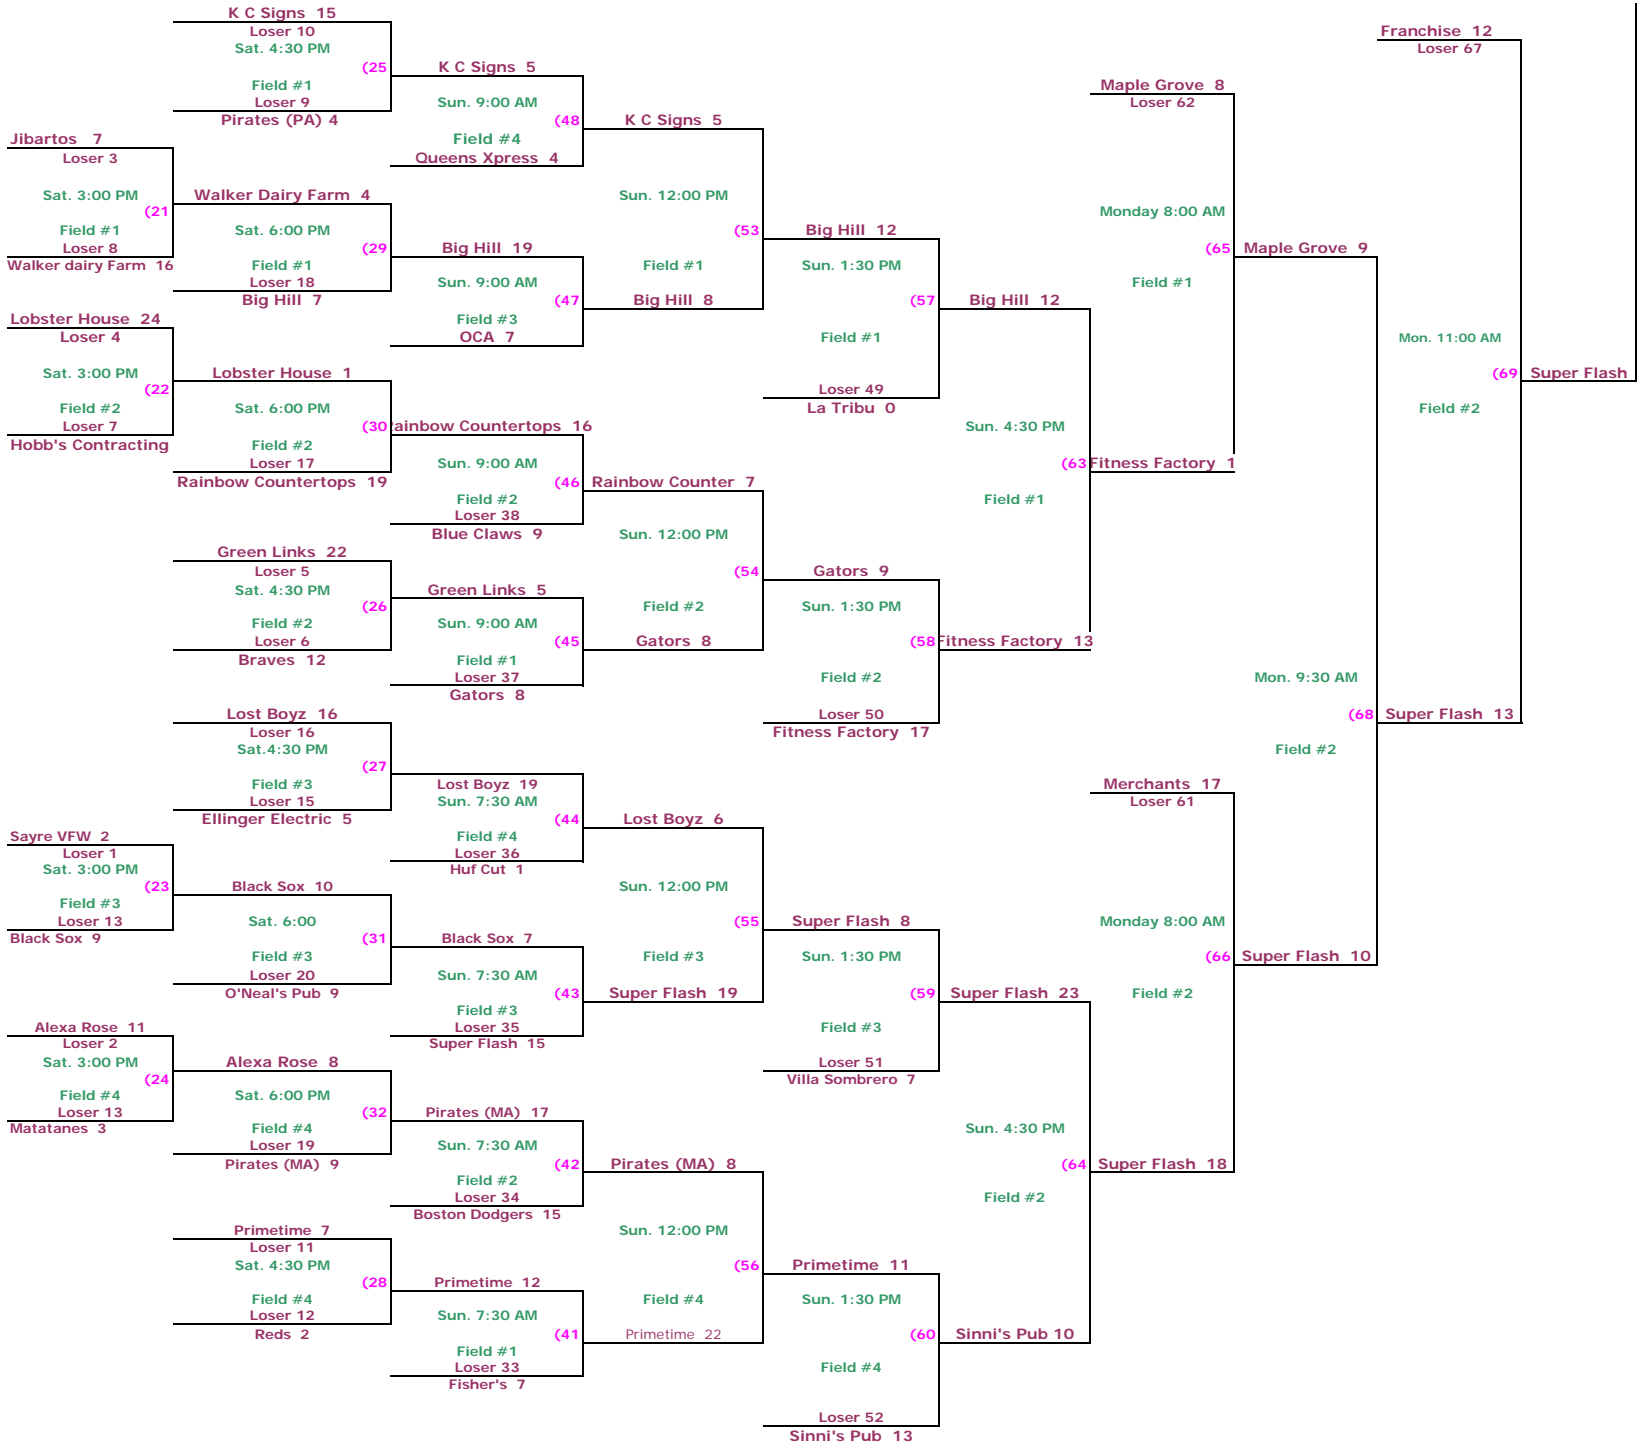 K C Signs 15
Loser 10
Sat. 4:30 PM
(25
Field #1
Loser 9
Pirates (PA) 4
Jibartos 7
Loser 3
Sat. 3:00 PM
(21
Field #1
Loser 8
Walker dairy Farm 16
Walker Dairy Farm 4
Sat. 6:00 PM
(29
Field #1
Loser 18
Big Hill 7
Lobster House 24
Loser 4
Sat. 3:00 PM
(22
Field #2
Loser 7
Hobb's Contracting
Lobster House 1
Sat. 6:00 PM
(30
Field #2
Loser 17
Rainbow Countertops 19
Green Links 22
Loser 5
Sat. 4:30 PM
(26
Field #2
Loser 6
Braves 12
Lost Boyz 16
Loser 16
Sat.4:30 PM
(27
Field #3
Loser 15
Ellinger Electric 5
Sayre VFW 2
Loser 1
Sat. 3:00 PM
(23
Field #3
Loser 13
Black Sox 9
Black Sox 10
Sat. 6:00
(31
Field #3
Loser 20
O'Neal's Pub 9
Alexa Rose 11
Loser 2
Sat. 3:00 PM
(24
Field #4
Loser 13
Matatanes 3
Alexa Rose 8
Sat. 6:00 PM
(32
Field #4
Loser 19
Pirates (MA) 9
Primetime 7
Loser 11
Sat. 4:30 PM
(28
Field #4
Loser 12
Reds 2
K C Signs 5
Sun. 9:00 AM
(48
Field #4
Queens Xpress 4
Big Hill 19
Sun. 9:00 AM
(47
Field #3
OCA 7
ainbow Countertops 16
Sun. 9:00 AM
(46
Field #2
Loser 38
Blue Claws 9
Green Links 5
Sun. 9:00 AM
(45
Field #1
Loser 37
Gators 8
Lost Boyz 19
Sun. 7:30 AM
(44
Field #4
Loser 36
Huf Cut 1
Black Sox 7
Sun. 7:30 AM
(43
Field #3
Loser 35
Super Flash 15
Pirates (MA) 17
Sun. 7:30 AM
(42
Field #2
Loser 34
Boston Dodgers 15
Primetime 12
Sun. 7:30 AM
(41
Field #1
Loser 33
Fisher's 7
K C Signs 5
Sun. 12:00 PM
(53
Field #1
Big Hill 8
Rainbow Counter 7
Sun. 12:00 PM
(54
Field #2
Gators 8
Lost Boyz 6
Sun. 12:00 PM
(55
Field #3
Super Flash 19
Pirates (MA) 8
Sun. 12:00 PM
(56
Field #4
Primetime 22
Big Hill 12
Sun. 1:30 PM
(57
Field #1
Loser 49
La Tribu 0
Gators 9
Sun. 1:30 PM
(58
Field #2
Loser 50
Fitness Factory 17
Super Flash 8
Sun. 1:30 PM
(59
Field #3
Loser 51
Villa Sombrero 7
Primetime 11
Sun. 1:30 PM
(60
Field #4
Loser 52
Sinni's Pub 13
Big Hill 12
Sun. 4:30 PM
(63
Field #1
Fitness Factory 13
Super Flash 23
Sun. 4:30 PM
(64
Field #2
Sinni's Pub 10
Maple Grove 8
Loser 62
Monday 8:00 AM
(65
Field #1
Fitness Factory 1
Merchants 17
Loser 61
Monday 8:00 AM
(66
Field #2
Super Flash 18
Maple Grove 9
Mon. 9:30 AM
(68
Field #2
Super Flash 10
Franchise 12
Loser 67
Mon. 11:00 AM
(69
Field #2
Super Flash 13
Super Flash